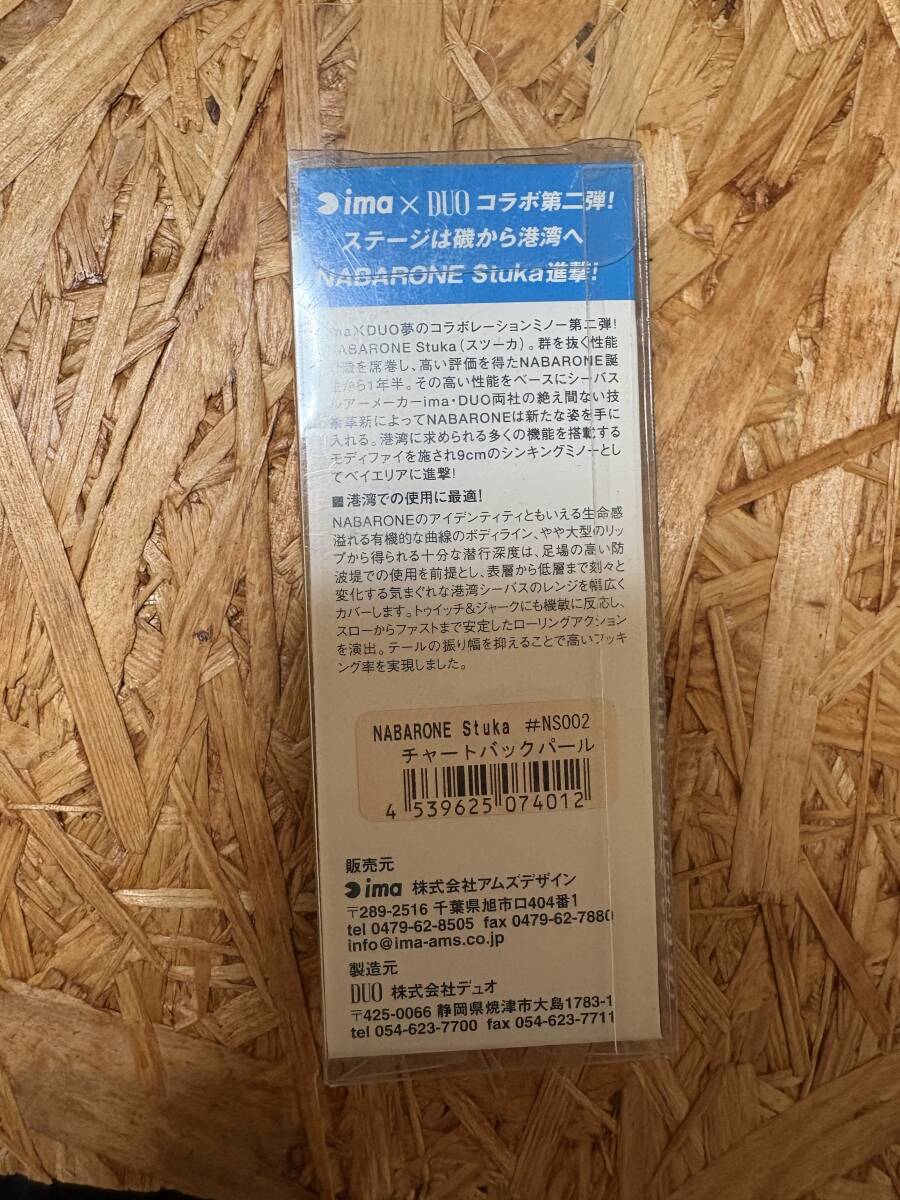 ima × DUO コラボ第二弾!
ステージは磯から港湾へ
NABARONE Stuka進撃!
ima×DUO夢のコラボレーションミノー第二弾!
NABARONE Stuka(スツーカ)。群を抜く性能
を席巻し、高い評価を得たNABARONE誕
生から1年半。その高い性能をベースにシーバス
ルアーメーカーima・DUO両社の絶え間ない技
術革新によってNABARONEは新たな姿を手に
入れる。港湾に求められる多くの機能を搭載する
モディファイを施され9cmのシンキングミノーとし
てベイエリアに進撃!
■港湾での使用に最適!
NABARONEのアイデンティティともいえる生命感
溢れる有機的な曲線のボディライン、やや大型のリッ
プから得られる十分な潜行深度は、足場の高い防
波堤での使用を前提とし、表層から低層まで刻々と
変化する気まぐれな港湾シーバスのレンジを幅広く
カバーします。トゥイッチ&ジャークにも機敏に反応し、
スローからファストまで安定したローリングアクション
を演出。テールの振り幅を抑えることで高いフッキ
ング率を実現しました。
NABARONE Stuka #NS002
チャートバックパール
4 539625 074012
販売元
ima 株式会社アムズデザイン
〒289-2516 千葉県旭市ロ404番1
tel 0479-62-8505 fax 0479-62-7880
info@ima-ams.co.jp
製造元
DUO 株式会社デュオ
〒425-0066 静岡県焼津市大島1783-1
tel 054-623-7700 fax 054-623-7711